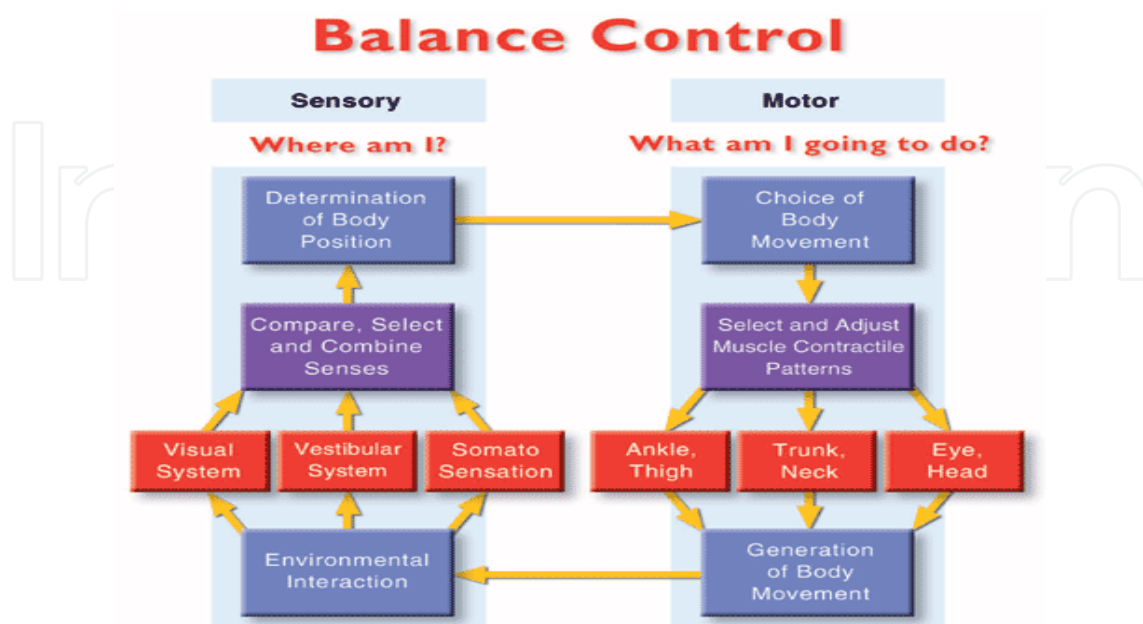 Balance Control
Sensory
Motor
Where am I?
What am I going to do?
Determination
of Body
Position
Choice of
Body
Movement
Compare, Select
and Combine
Senses
Select and Adjust
Muscle Contractile
Patterns
Visual
System
Vestibular
System
Somato
Sensation
Ankle,
Thigh
Trunk,
Neck
Eye,
Head
Environmental
Interaction
Generation
of Body
Movement